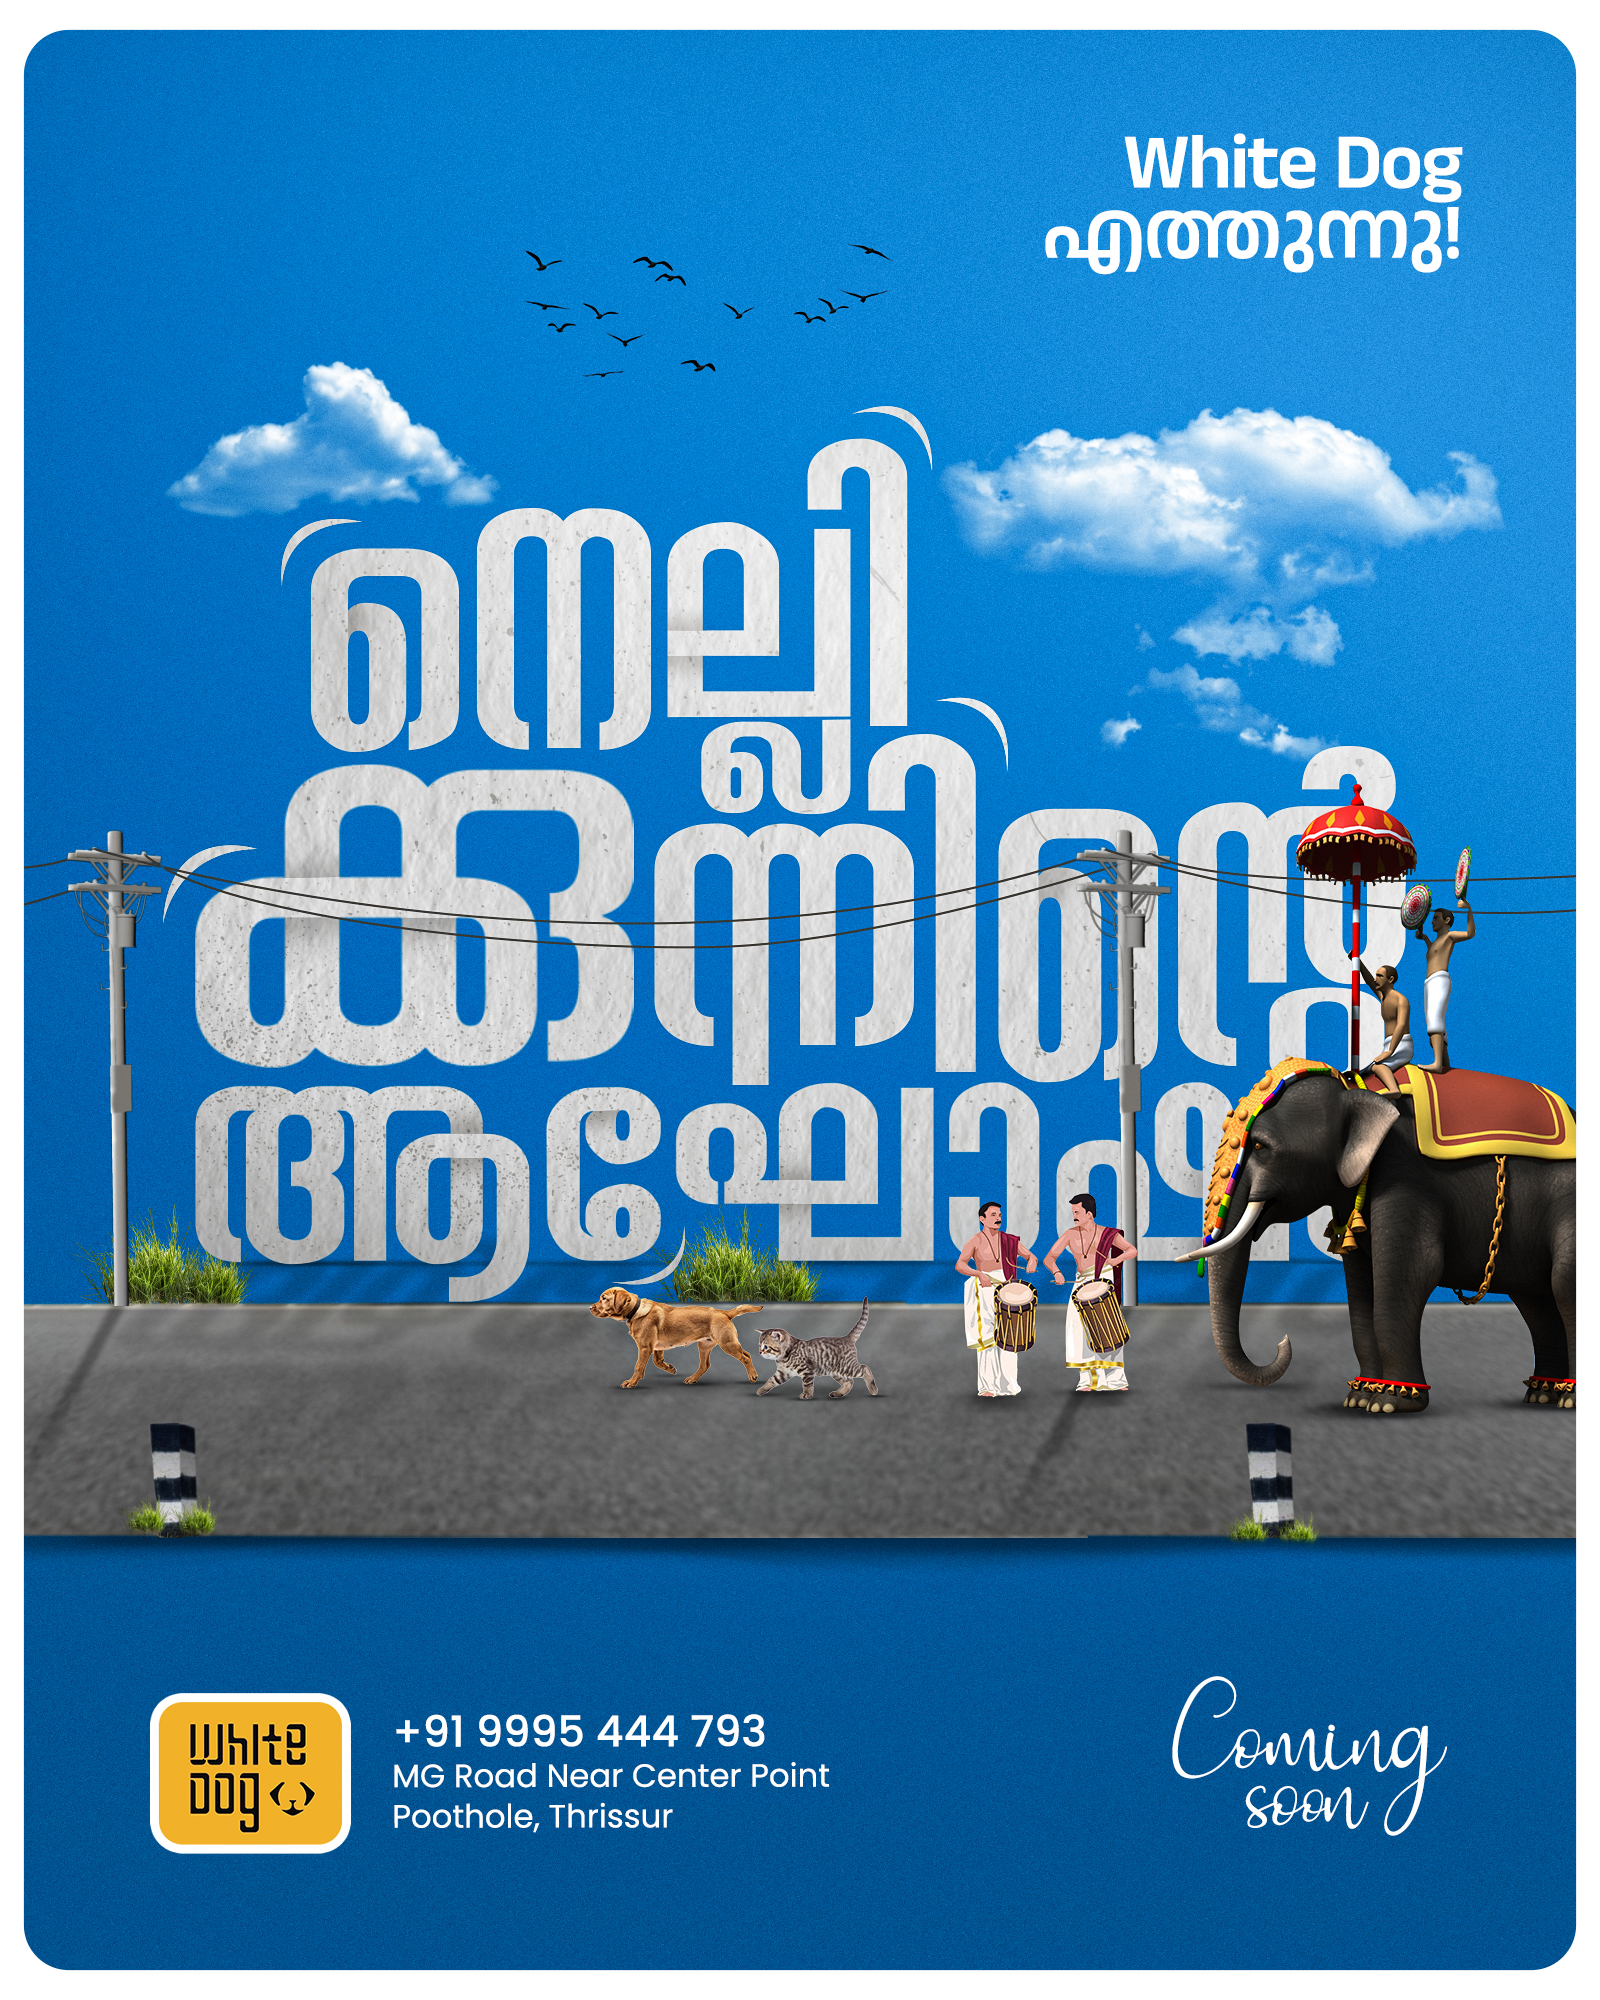 White Dog
എത്തുന്നു!
നെല്ലി
ക്കുന്നിന്റെ
ആഘോഷം
White
Dog
+91 9995 444 793
MG Road Near Center Point
Poothole, Thrissur
Coming
soon